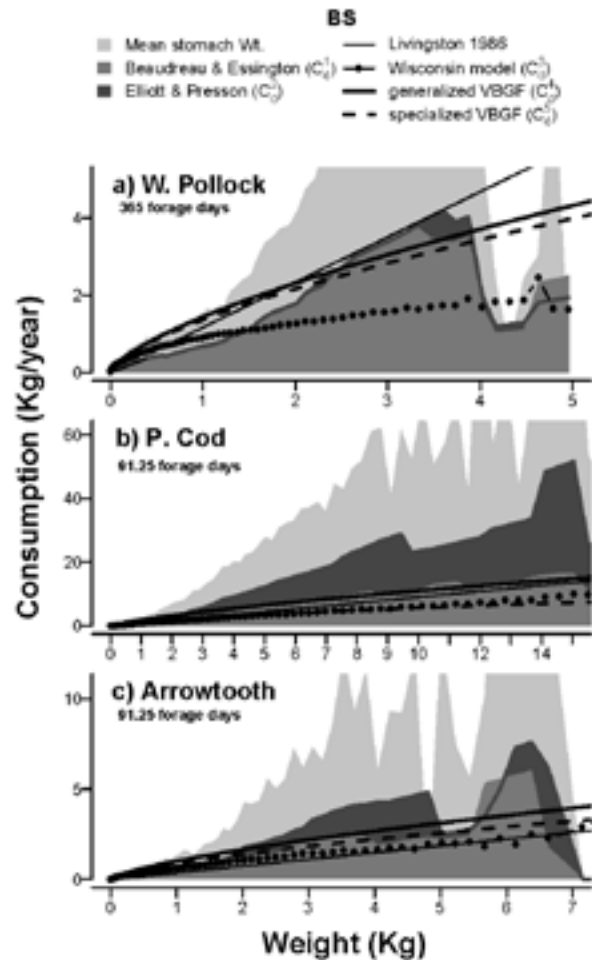 BS
Mean stomach Wt.
Beaudreau & Essington (C¹d)
Elliott & Presson (C)
Livingston 1986
Wisconsin model (C)
generalized VBGF (C)
specialized VBGF (C)
Consumption (Kg/year)
a) W. Pollock
365 forage days
4
2
0
0 1 2 3 4 5
b) P. Cod
91.25 forage days
60
40
20
0
0 1 2 3 4 5 6 7 8 9 10 12 14
c) Arrowtooth
91.25 forage days
10
5
0
0 1 2 3 4 5 6 7
Weight (Kg)